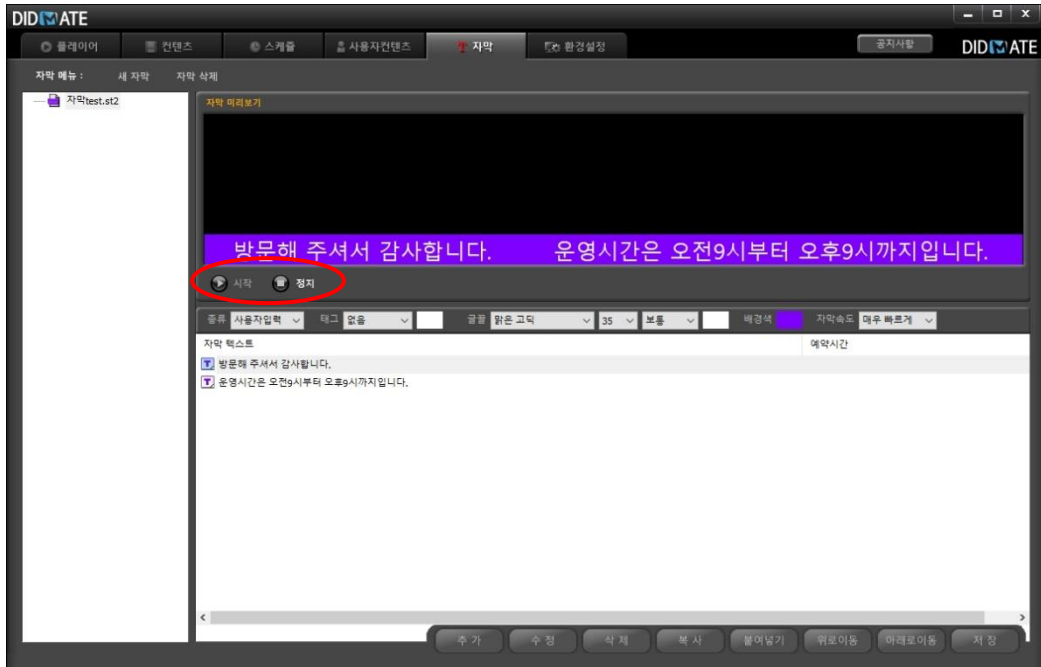 DIDMATE
플레이어 컨텐츠 스케줄 사용자컨텐츠 자막 환경설정 공지사항 DIDMATE
자막 메뉴 : 새 자막 자막 삭제
자막test.st2
자막 미리보기
방문해 주셔서 감사합니다. 운영시간은 오전9시부터 오후9시까지입니다.
시작 정지
종류 사용자입력 태그 없음 글꼴 맑은 고딕 35 보통 배경색 자막속도 매우 빠르게
자막 텍스트 예약시간
방문해 주셔서 감사합니다.
운영시간은 오전9시부터 오후9시까지입니다.
추 가 수 정 삭 제 복 사 붙여넣기 위로이동 아래로이동 저 장